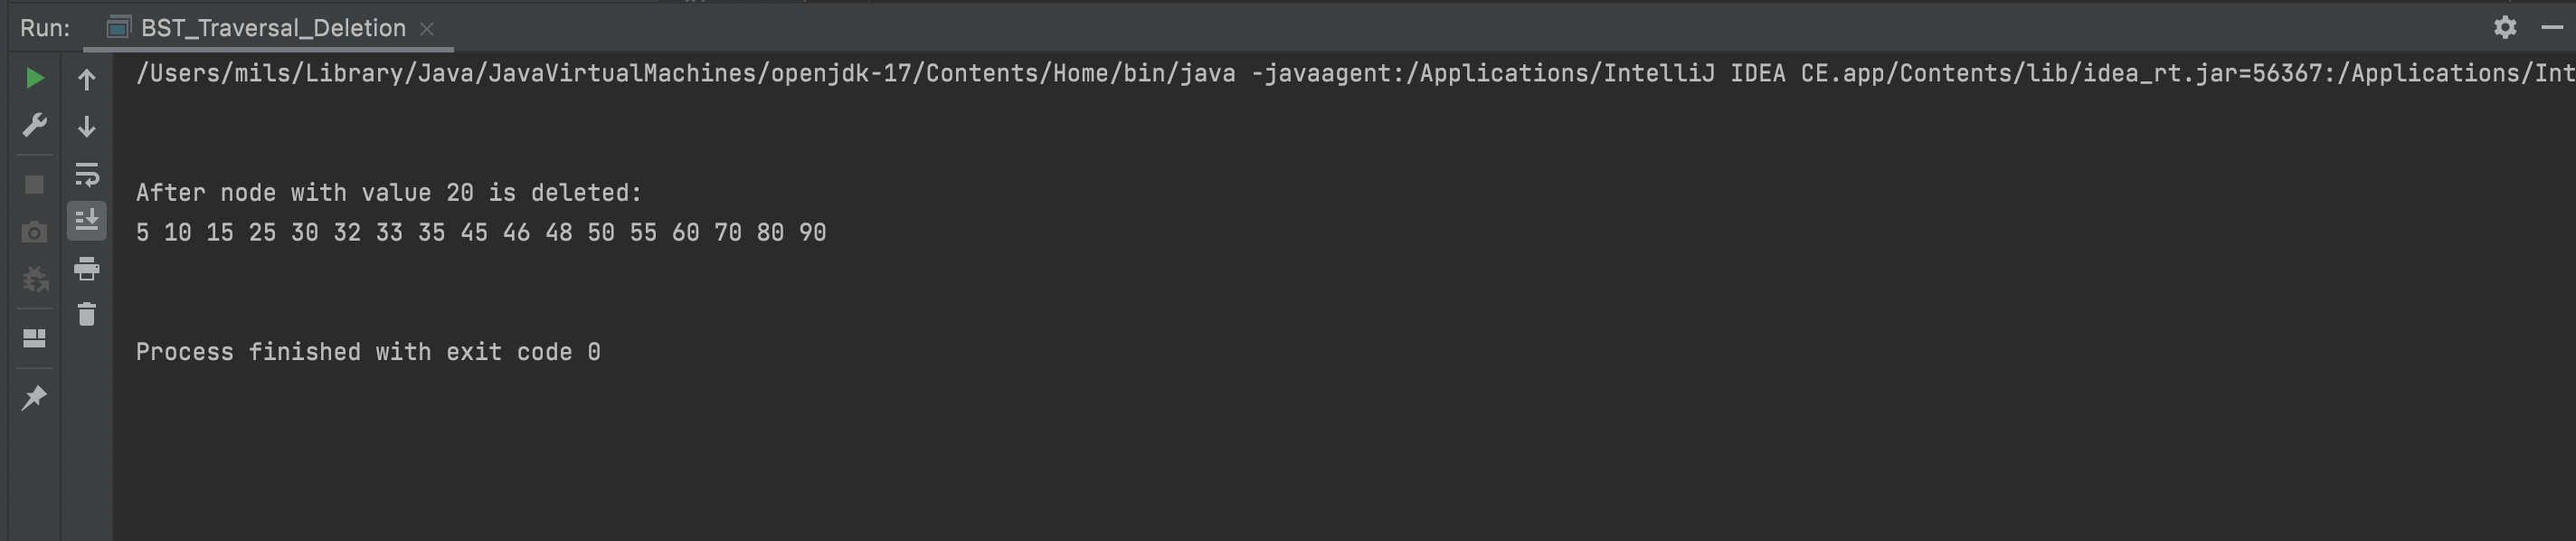 Run: BST_Traversal_Deletion
/Users/mils/Library/Java/JavaVirtualMachines/openjdk-17/Contents/Home/bin/java -javaagent:/Applications/IntelliJ IDEA CE.app/Contents/lib/idea_rt.jar=56367:/Applications/Int
After node with value 20 is deleted:
5 10 15 25 30 32 33 35 45 46 48 50 55 60 70 80 90
Process finished with exit code 0